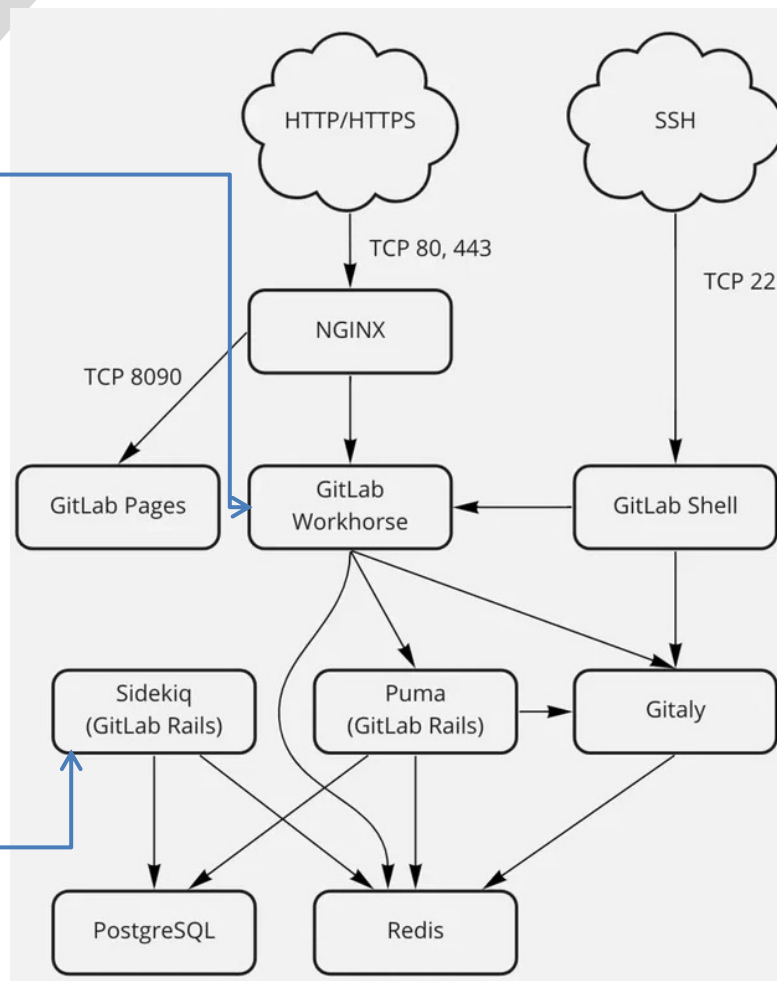 HTTP/HTTPS
SSH
TCP 80, 443
TCP 22
NGINX
TCP 8090
GitLab Pages
GitLab
Workhorse
GitLab Shell
Sidekiq
(GitLab Rails)
Puma
(GitLab Rails)
Gitaly
PostgreSQL
Redis